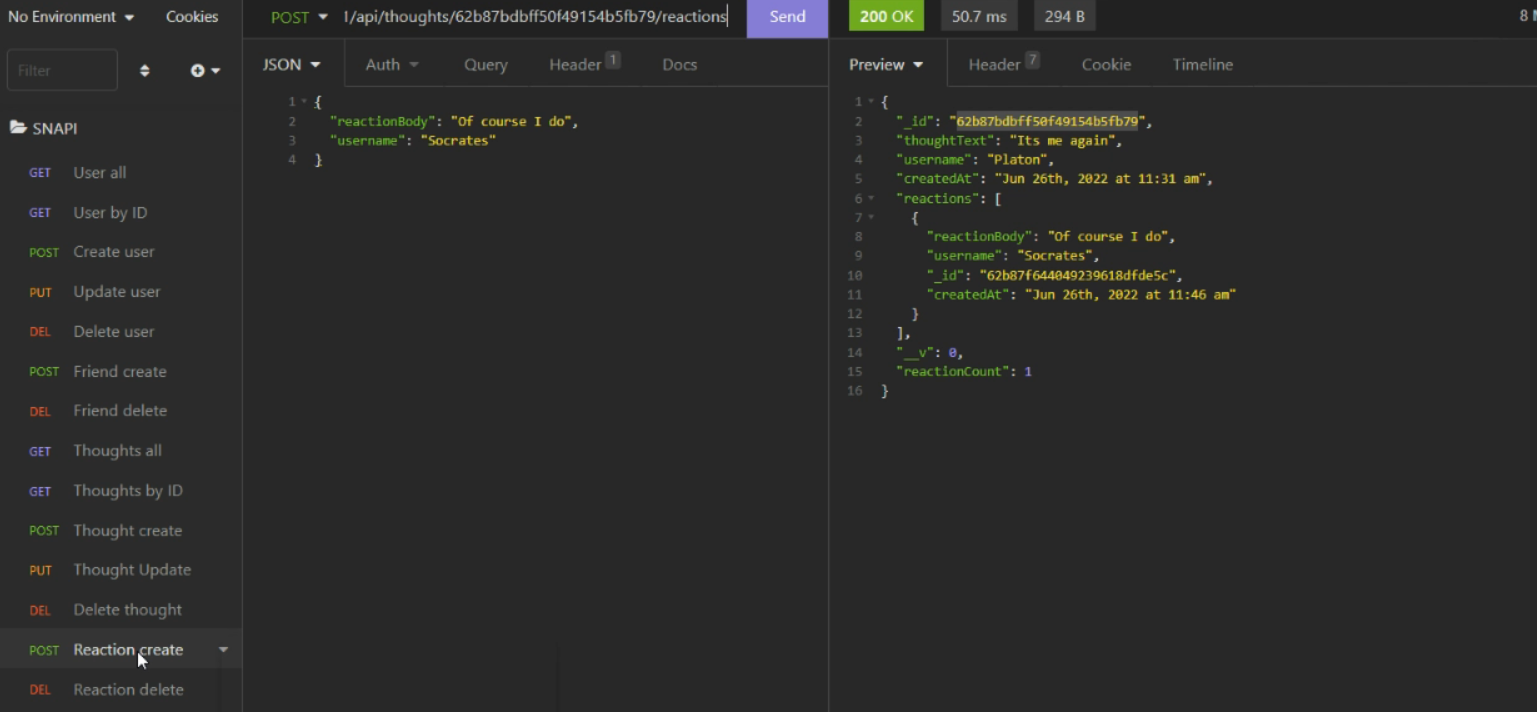 No Environment Cookies
POST l/api/thoughts/62b87bdbff50f49154b5fb79/reactions Send
200 OK 50.7 ms 294 B 8
Filter
JSON Auth Query Header 1 Docs
Preview Header 7 Cookie Timeline
SNAPI
GET User all
GET User by ID
POST Create user
PUT Update user
DEL Delete user
POST Friend create
DEL Friend delete
GET Thoughts all
GET Thoughts by ID
POST Thought create
PUT Thought Update
DEL Delete thought
POST Reaction create
DEL Reaction delete
1 {
2 "reactionBody": "Of course I do",
3 "username": "Socrates"
4 }
1 {
2 "_id": "62b87bdbff50f49154b5fb79",
3 "thoughtText": "Its me again",
4 "username": "Platon",
5 "createdAt": "Jun 26th, 2022 at 11:31 am",
6 "reactions": [
7 {
8 "reactionBody": "Of course I do",
9 "username": "Socrates",
10 "_id": "62b87f644049239618dfde5c",
11 "createdAt": "Jun 26th, 2022 at 11:46 am"
12 }
13 ],
14 "__v": 0,
15 "reactionCount": 1
16 }